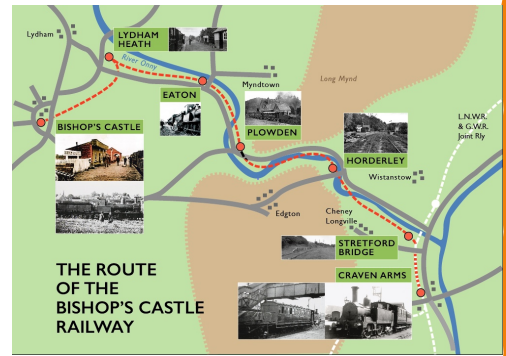 Lydham
LYDHAM
HEATH
River Onny
Long Mynd
Myndtown
EATON
PLOWDEN
L.N.W.R.
& G.W.R.
Joint Rly
BISHOP'S CASTLE
HORDERLEY
Wistanstow
Edgton
Cheney
Longville
STRETFORD
BRIDGE
CRAVEN ARMS
THE ROUTE
OF THE
BISHOP'S CASTLE
RAILWAY